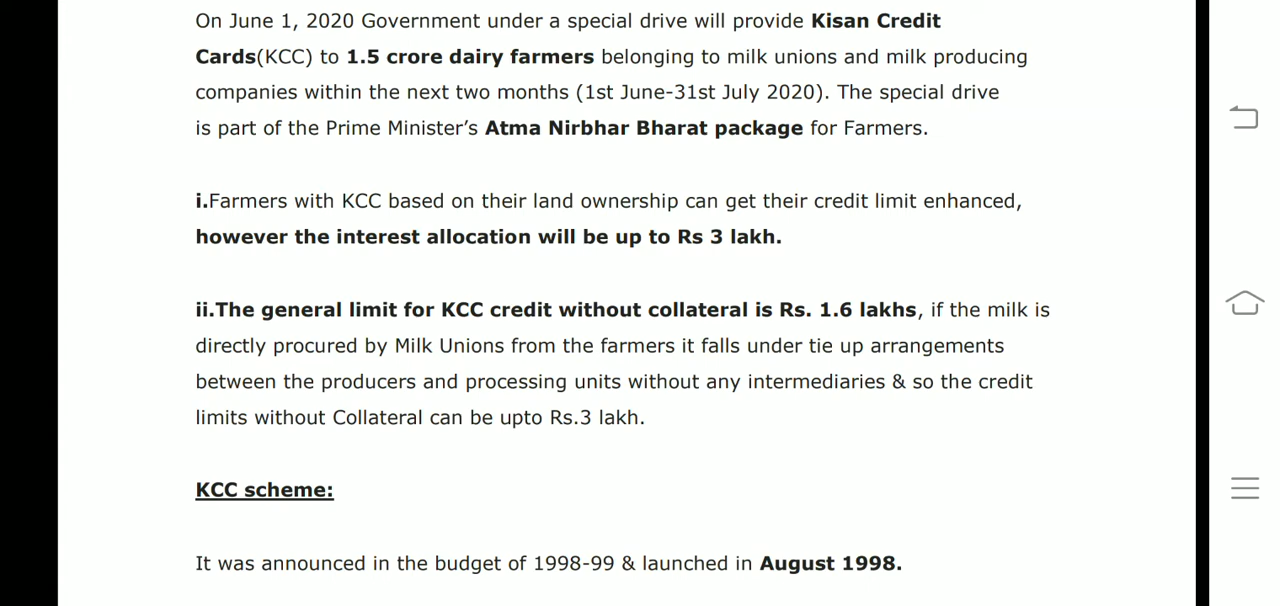 On June 1, 2020 Government under a special drive will provide Kisan Credit
Cards(KCC) to 1.5 crore dairy farmers belonging to milk unions and milk producing
companies within the next two months (1st June-31st July 2020). The special drive
is part of the Prime Minister’s Atma Nirbhar Bharat package for Farmers.
i.Farmers with KCC based on their land ownership can get their credit limit enhanced,
however the interest allocation will be up to Rs 3 lakh.
ii.The general limit for KCC credit without collateral is Rs. 1.6 lakhs, if the milk is
directly procured by Milk Unions from the farmers it falls under tie up arrangements
between the producers and processing units without any intermediaries & so the credit
limits without Collateral can be upto Rs.3 lakh.
KCC scheme:
It was announced in the budget of 1998-99 & launched in August 1998.